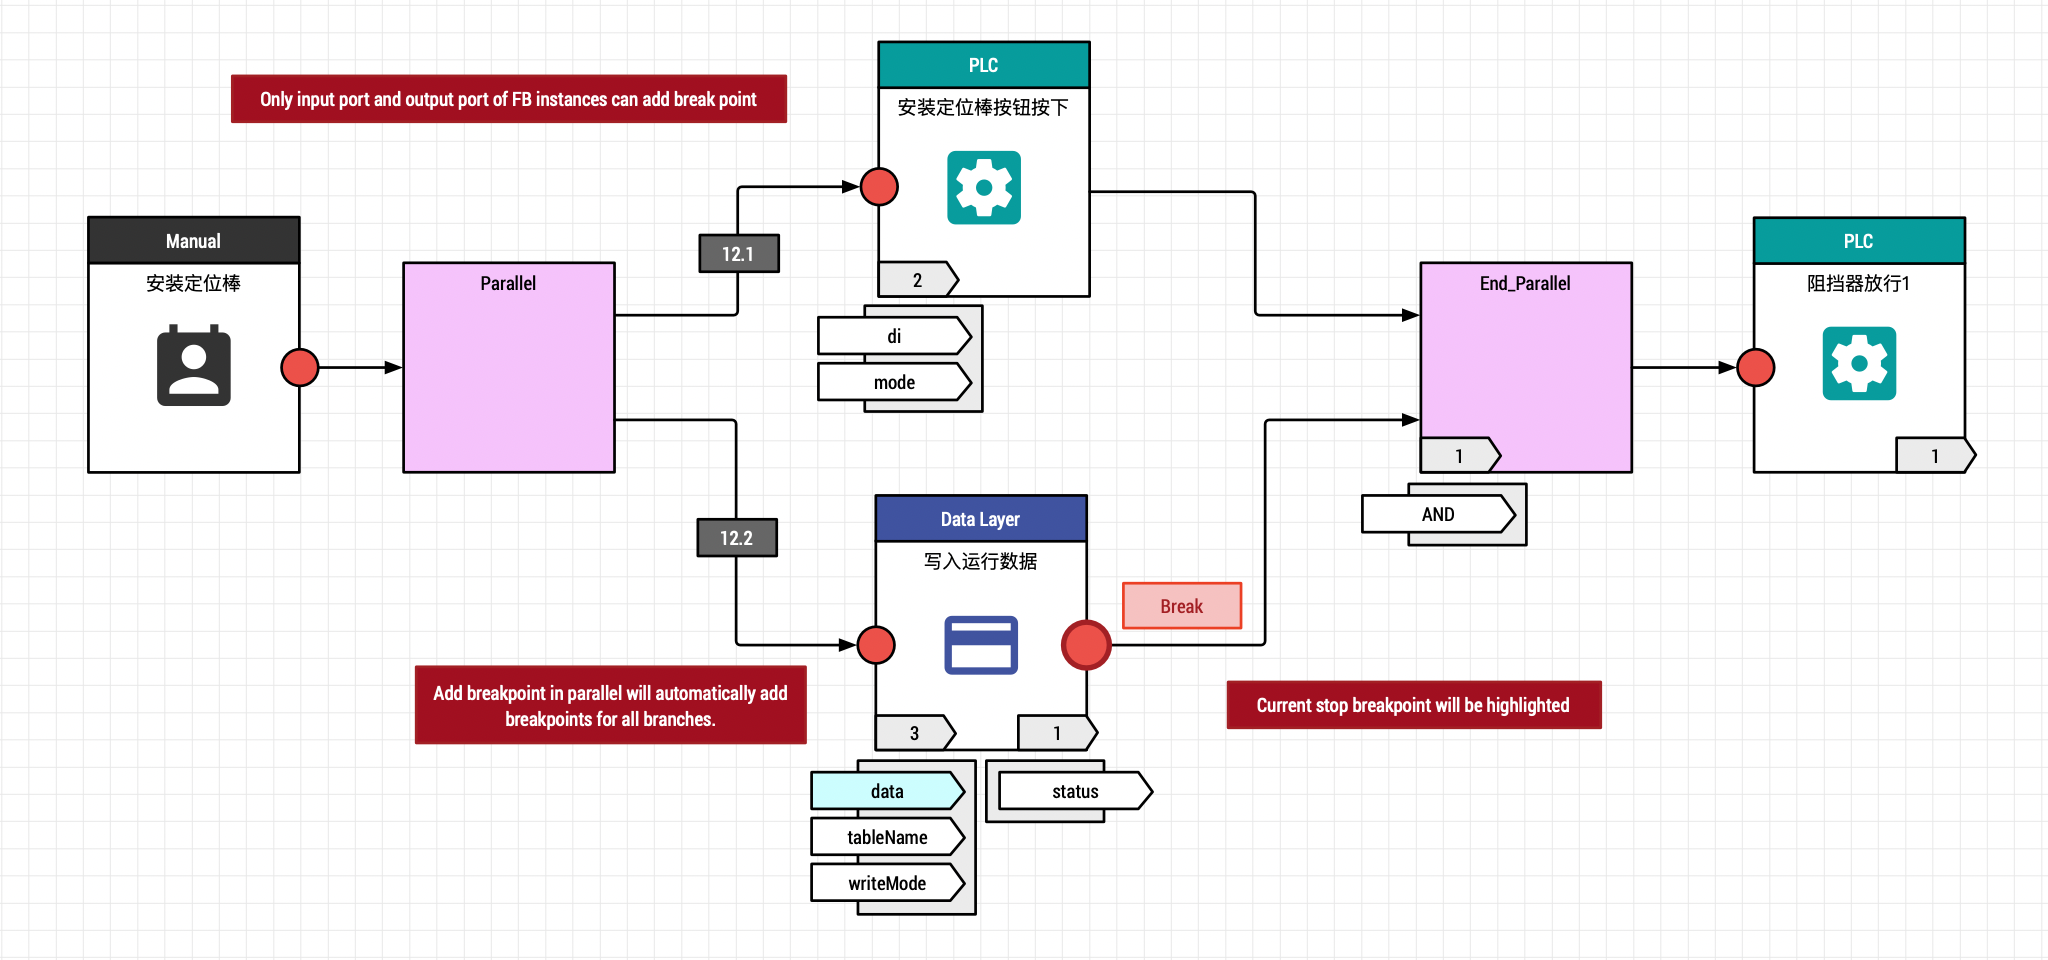 PLC
Only input port and output port of FB instances can add break point
安装定位棒按钮按下
Manual
安装定位棒
Parallel
12.1
2
di
mode
End_Parallel
PLC
阻挡器放行1
1
AND
1
12.2
Data Layer
写入运行数据
Break
Add breakpoint in parallel will automatically add
breakpoints for all branches.
Current stop breakpoint will be highlighted
3
1
data
tableName
writeMode
status